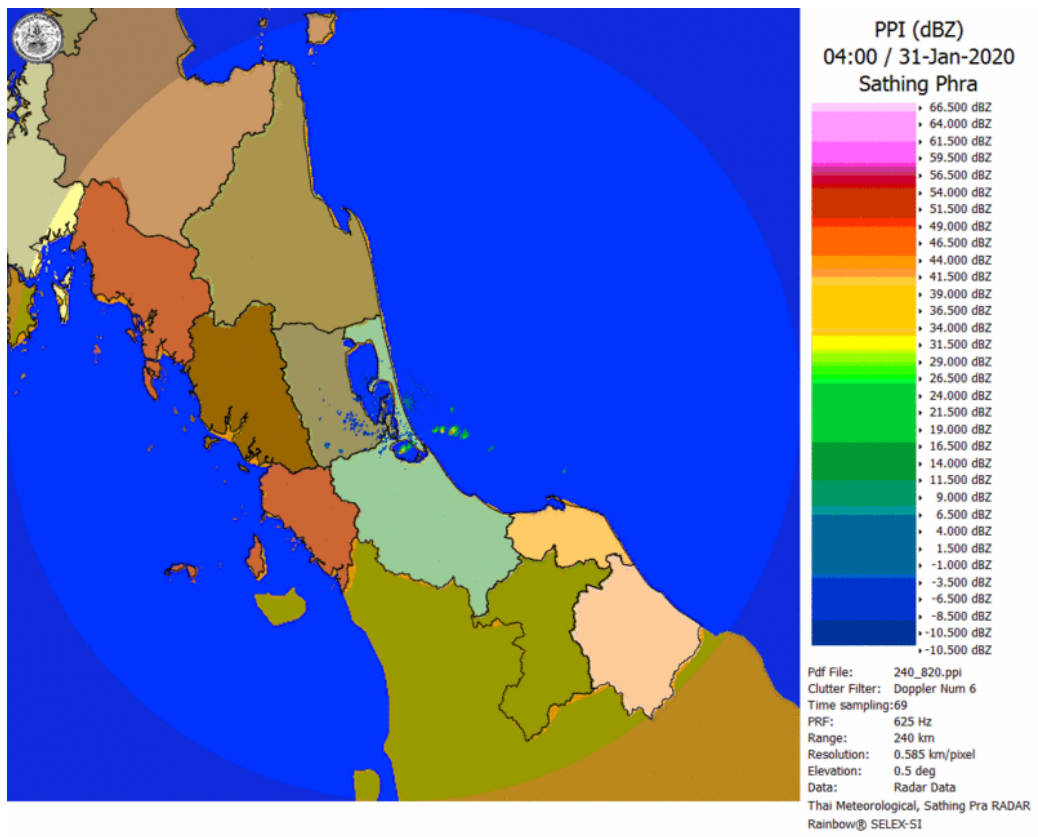 PPI (dBZ)
04:00 / 31-Jan-2020
Sathing Phra
66.500 dBZ
64.000 dBZ
61.500 dBZ
59.500 dBZ
56.500 dBZ
54.000 dBZ
51.500 dBZ
49.000 dBZ
46.500 dBZ
44.000 dBZ
41.500 dBZ
39.000 dBZ
36.500 dBZ
34.000 dBZ
31.500 dBZ
29.000 dBZ
26.500 dBZ
24.000 dBZ
21.500 dBZ
19.000 dBZ
16.500 dBZ
14.000 dBZ
11.500 dBZ
9.000 dBZ
6.500 dBZ
4.000 dBZ
1.500 dBZ
-1.000 dBZ
-3.500 dBZ
-6.500 dBZ
-8.500 dBZ
-10.500 dBZ
-10.500 dBZ
Pdf File: 240_820.ppi
Clutter Filter: Doppler Num 6
Time sampling:69
PRF: 625 Hz
Range: 240 km
Resolution: 0.585 km/pixel
Elevation: 0.5 deg
Data: Radar Data
Thai Meteorological, Sathing Pra RADAR
Rainbow® SELEX-SI